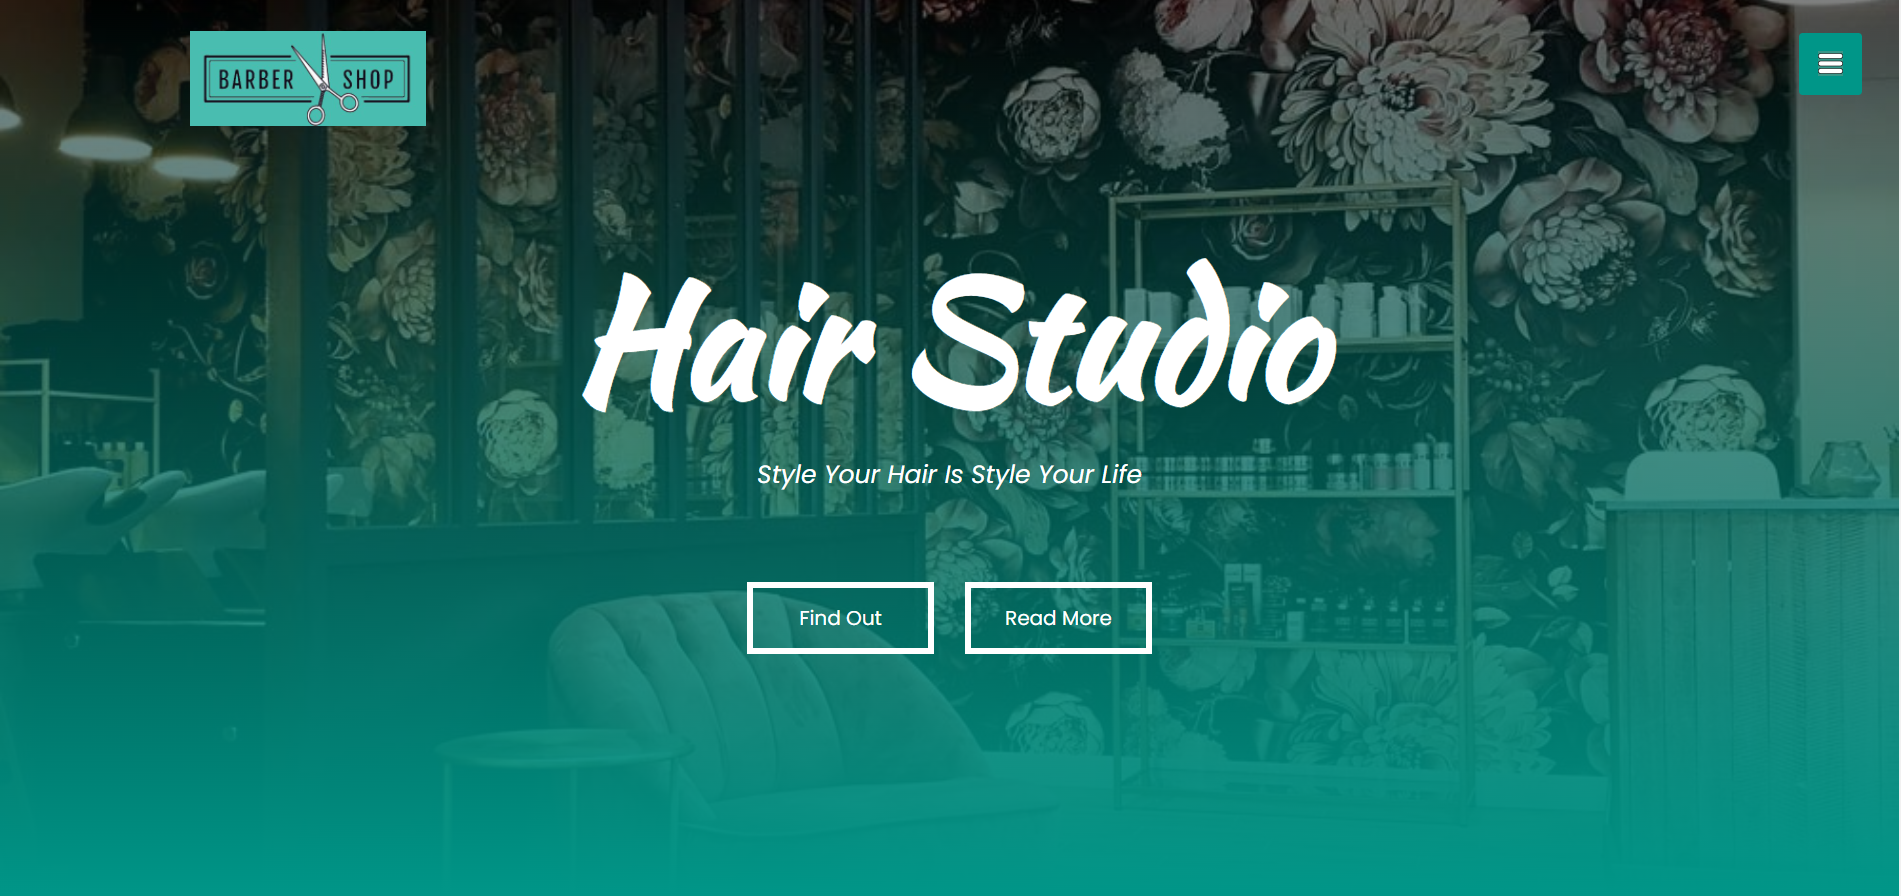 BARBER SHOP
Hair Studio
Style Your Hair Is Style Your Life
Find Out
Read More